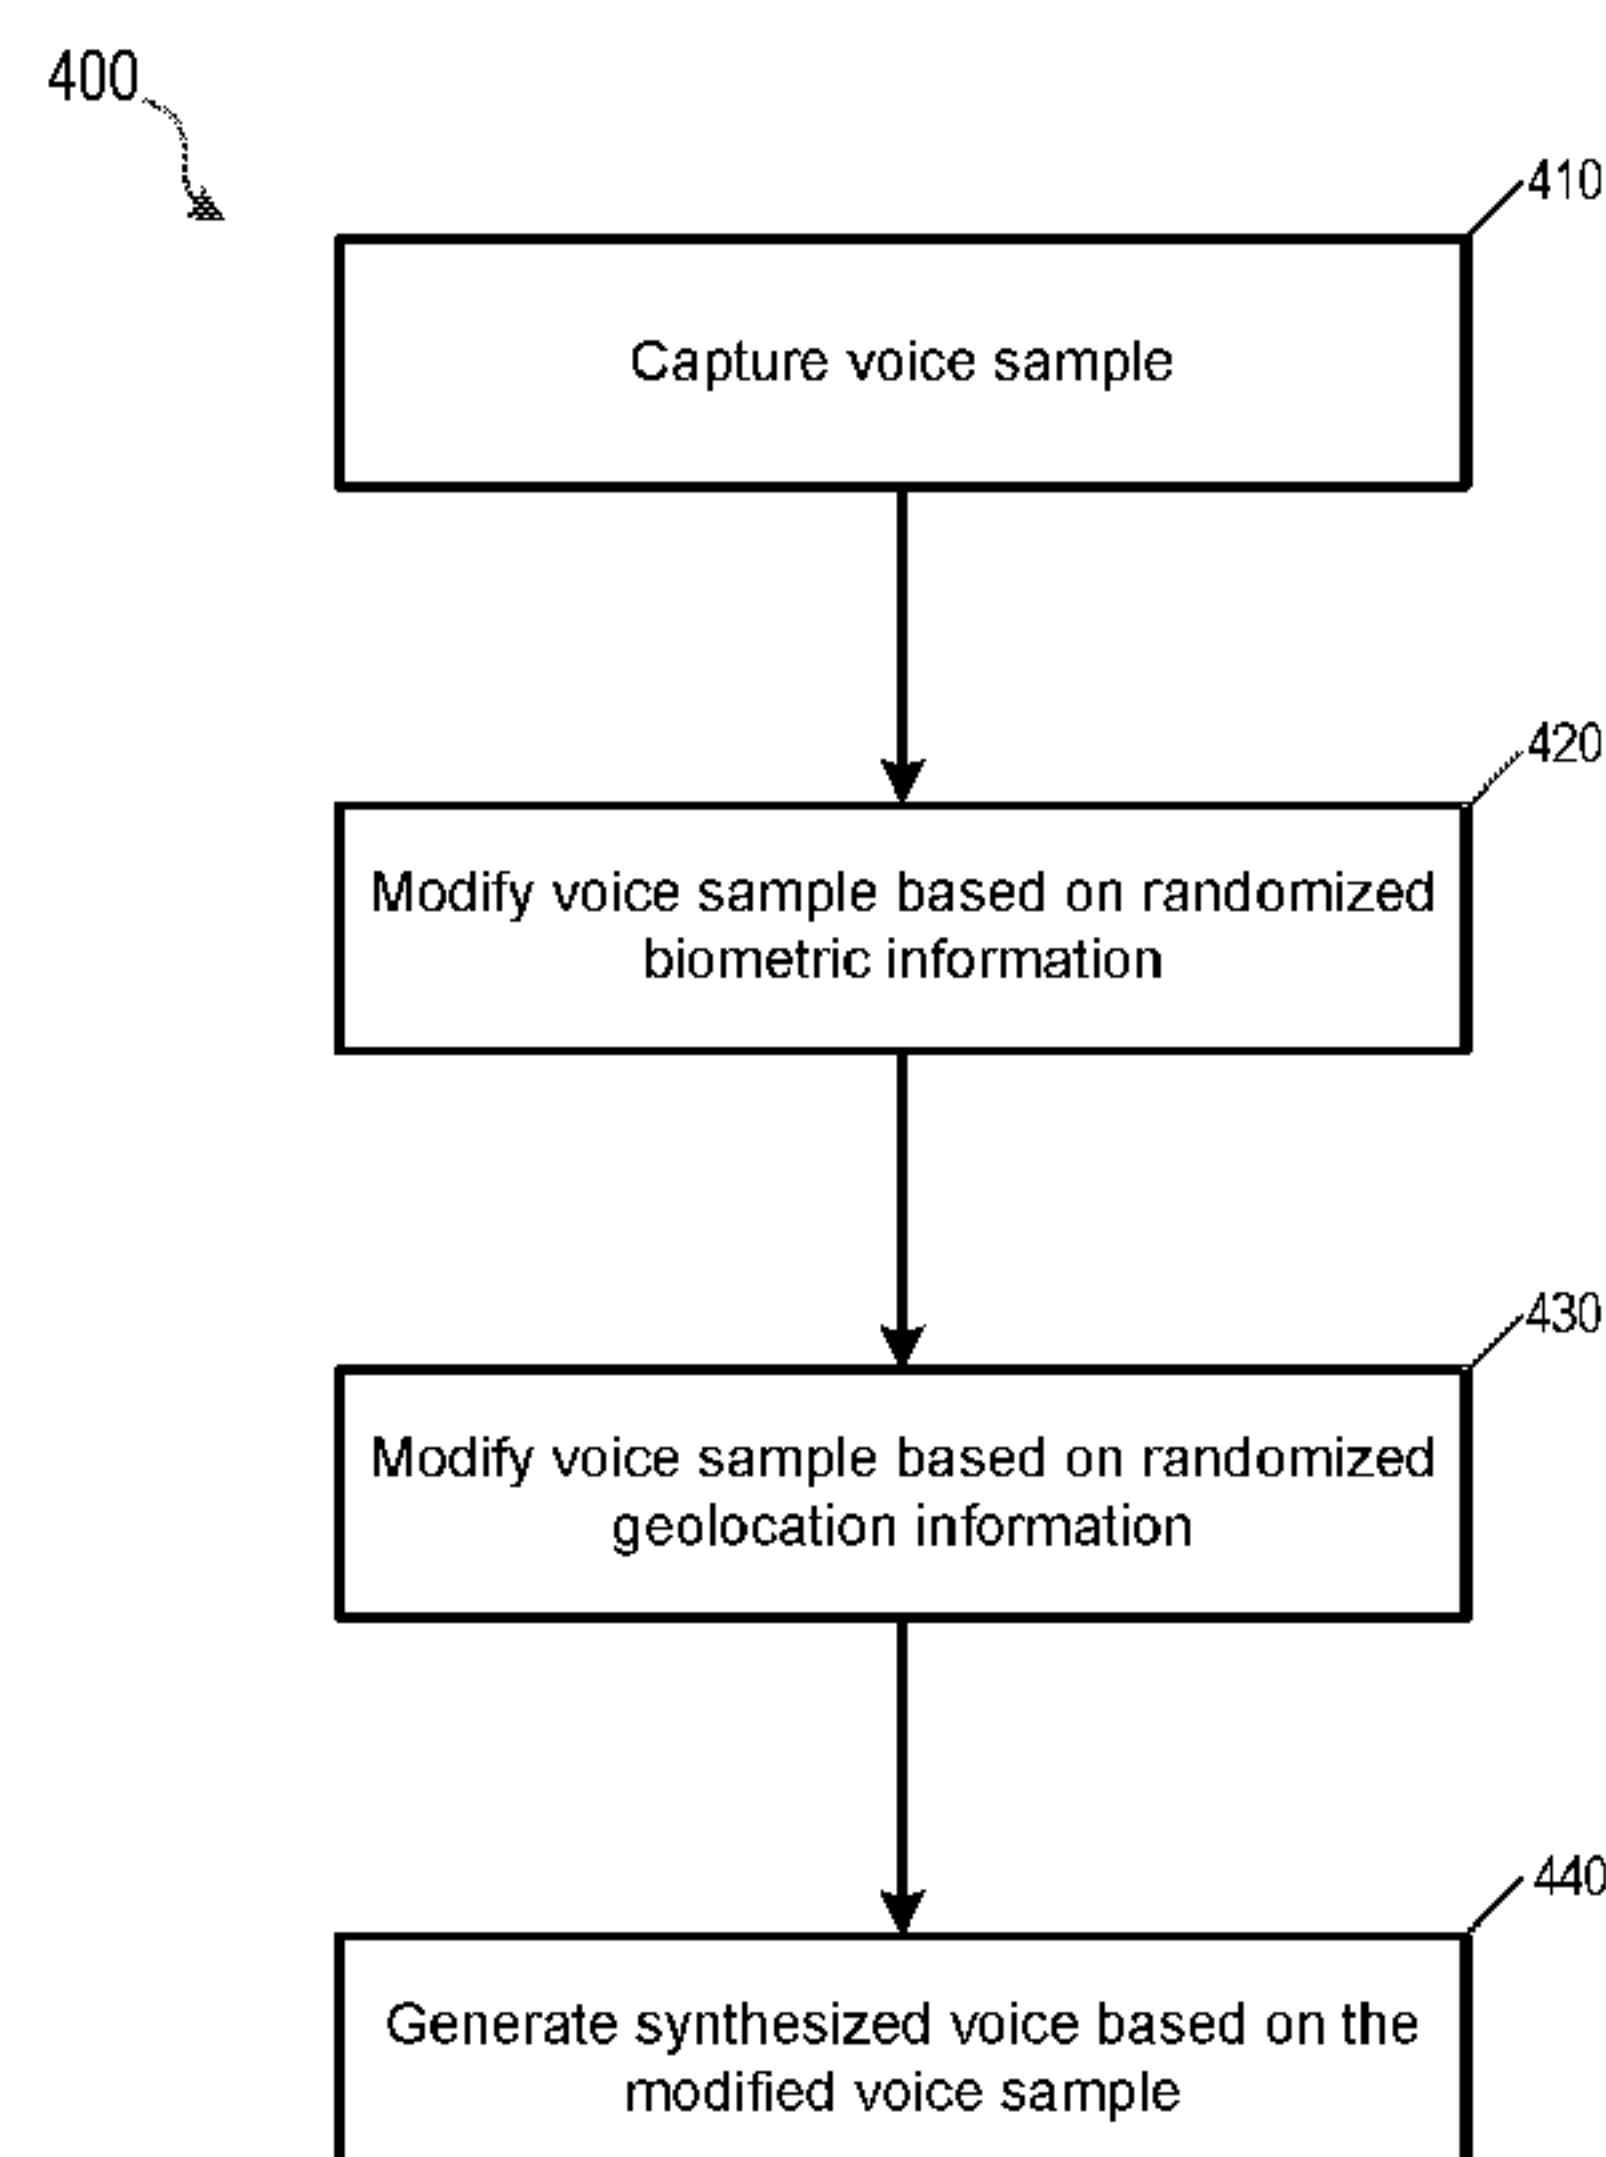 400
410
Capture voice sample
420
Modify voice sample based on randomized
biometric information
430
Modify voice sample based on randomized
geolocation information
440
Generate synthesized voice based on the
modified voice sample